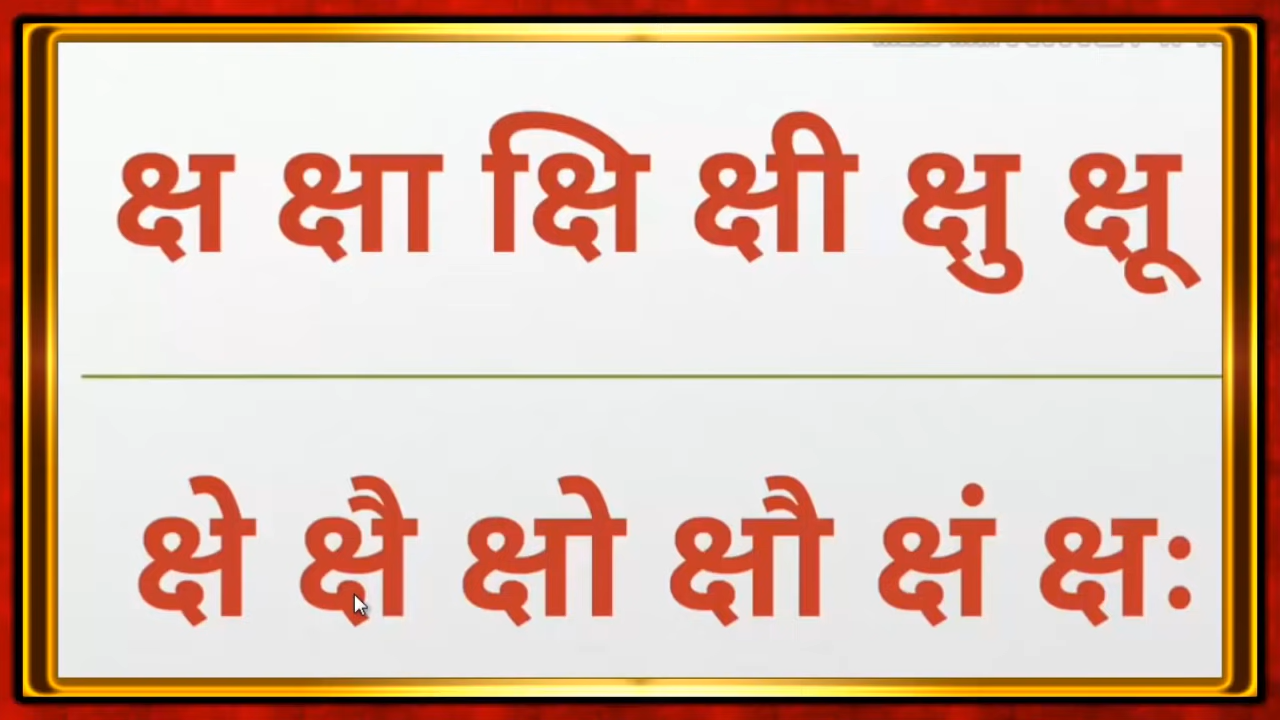 क्ष क्षा क्षि क्षी क्षु क्षू
क्षे क्षै क्षो क्षौ क्षं क्षः